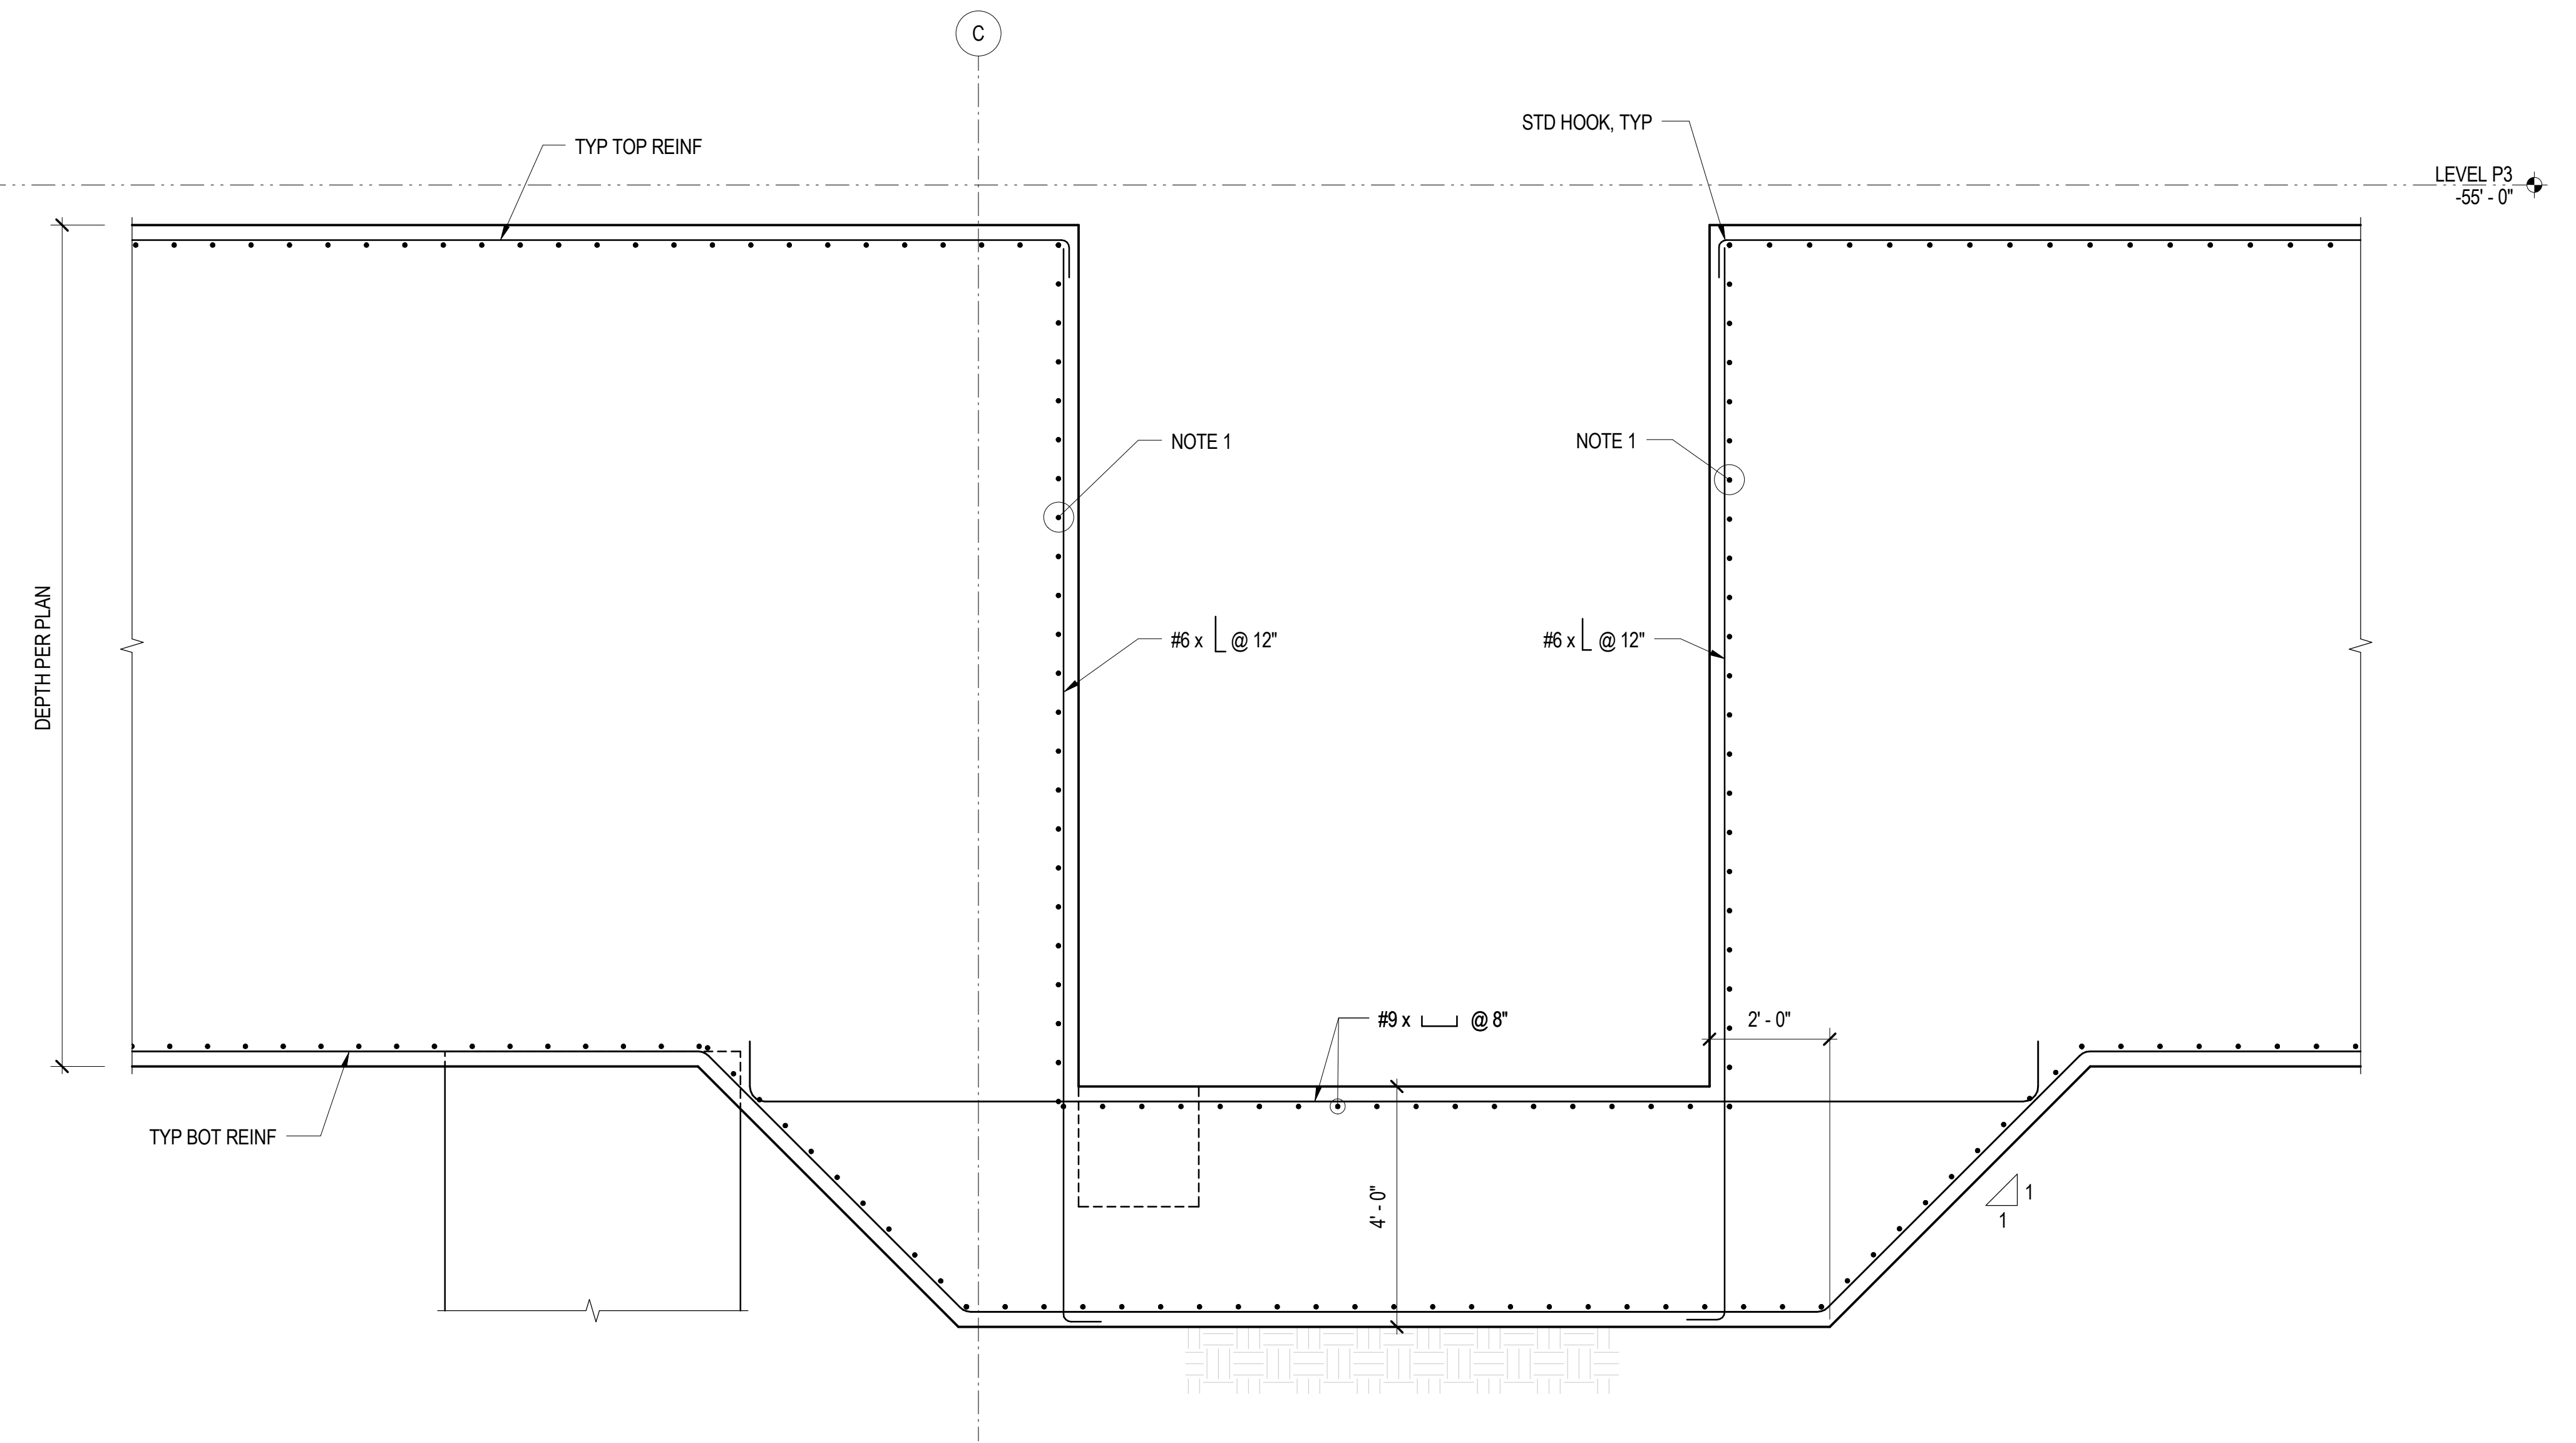 C
TYP TOP REINF
STD HOOK, TYP
LEVEL P3
-55' - 0"
NOTE 1
NOTE 1
DEPTH PER PLAN
#6 x @ 12"
#6 x @ 12"
#9 x @ 8"
2' - 0"
TYP BOT REINF
4' - 0"
1
1